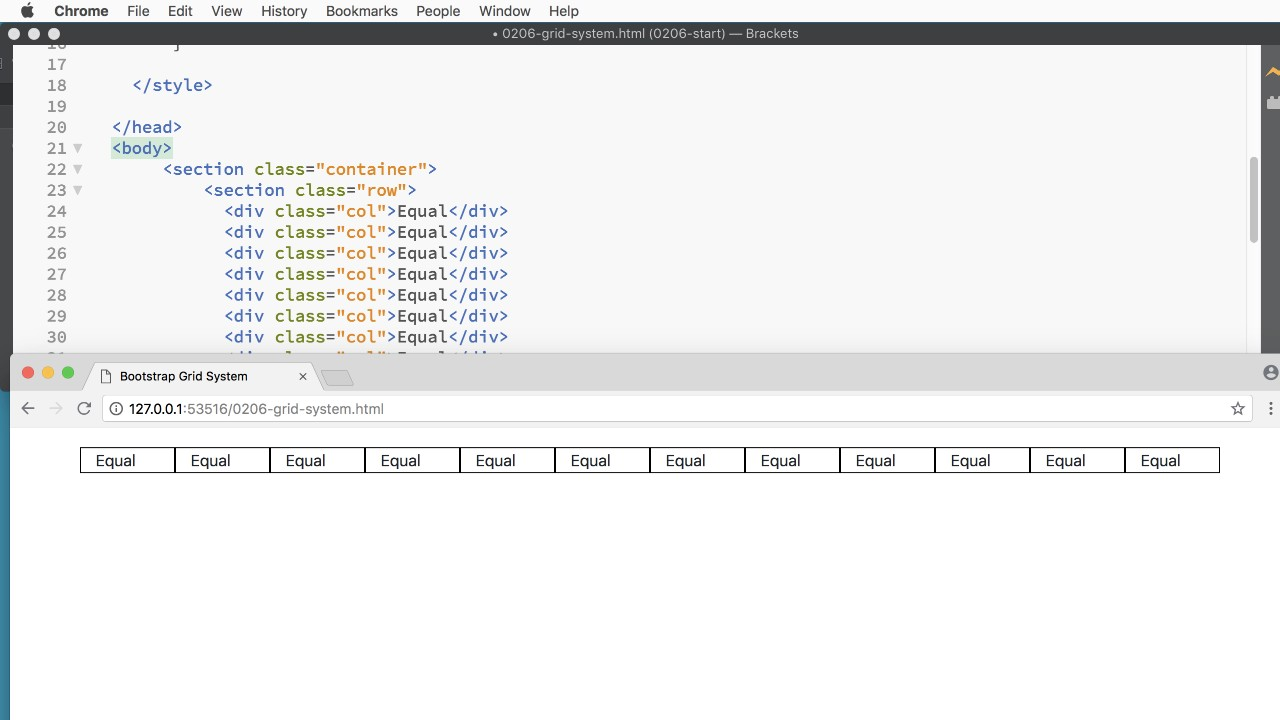 Chrome File Edit View History Bookmarks People Window Help
• 0206-grid-system.html (0206-start) — Brackets
16 }
17
18 </style>
19
20 </head>
21 <body>
22 <section class="container">
23 <section class="row">
24 <div class="col">Equal</div>
25 <div class="col">Equal</div>
26 <div class="col">Equal</div>
27 <div class="col">Equal</div>
28 <div class="col">Equal</div>
29 <div class="col">Equal</div>
30 <div class="col">Equal</div>
Bootstrap Grid System
127.0.0.1:53516/0206-grid-system.html
Equal Equal Equal Equal Equal Equal Equal Equal Equal Equal Equal Equal